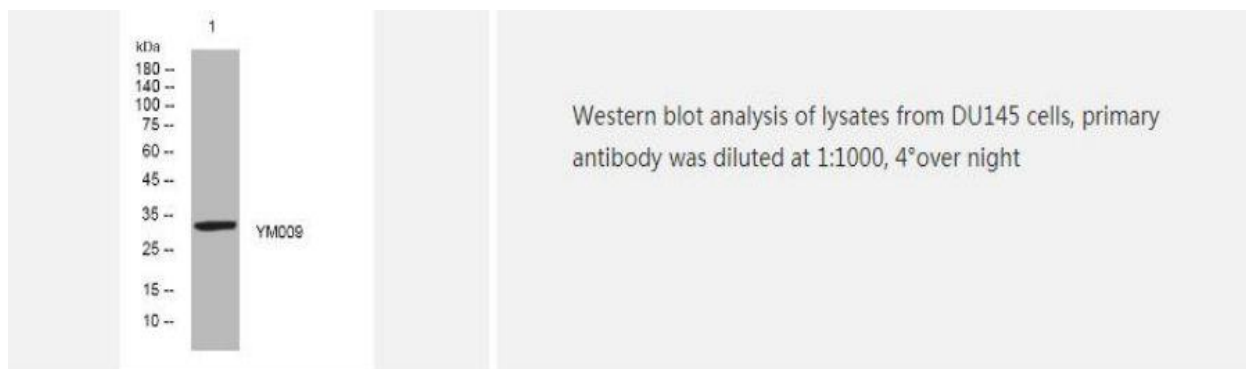 1
kDa
180 --
140 --
100 --
75 --
60 --
45 --
35 --
YM009
25 --
15 --
10 --
Western blot analysis of lysates from DU145 cells, primary
antibody was diluted at 1:1000, 4°over night